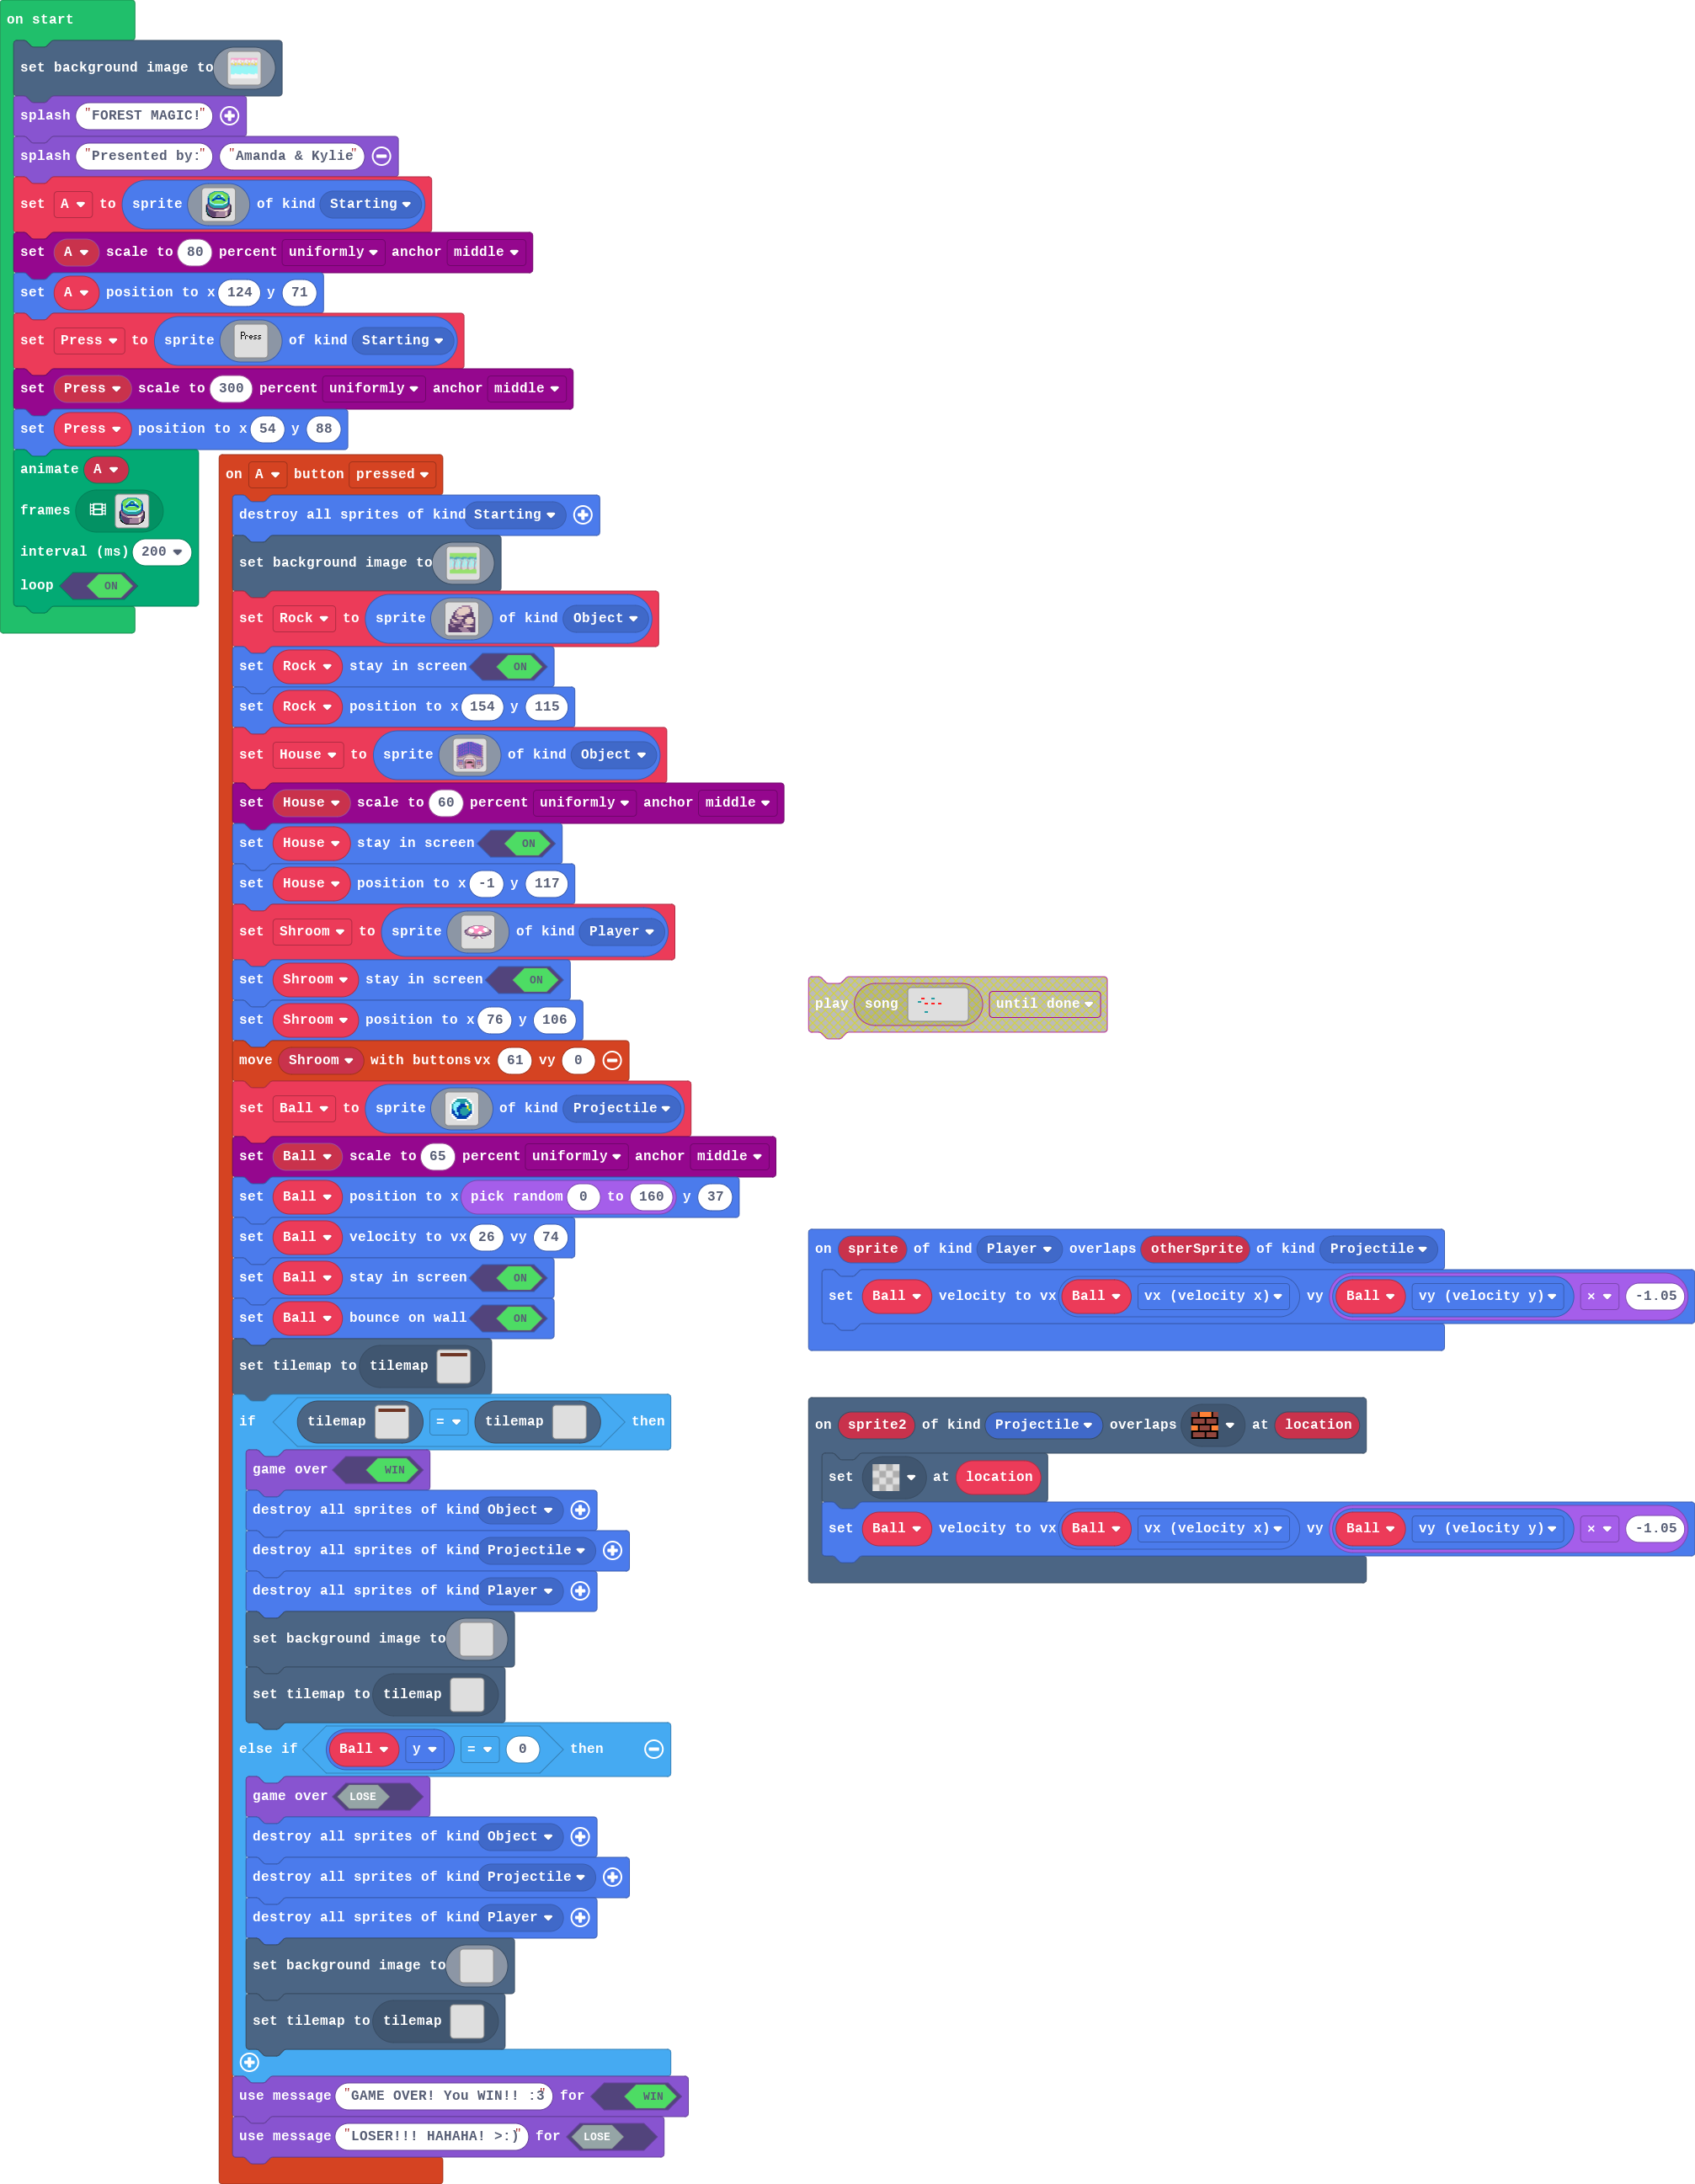 on start
set background image to
splash "FOREST MAGIC!"
splash "Presented by:" "Amanda & Kylie"
set A to sprite of kind Starting
set A scale to 80 percent uniformly anchor middle
set A position to x 124 y 71
set Press to sprite Press of kind Starting
set Press scale to 300 percent uniformly anchor middle
set Press position to x 54 y 88
animate A
frames
interval (ms) 200
loop ON
on A button pressed
destroy all sprites of kind Starting
set background image to
set Rock to sprite of kind Object
set Rock stay in screen ON
set Rock position to x 154 y 115
set House to sprite of kind Object
set House scale to 60 percent uniformly anchor middle
set House stay in screen ON
set House position to x -1 y 117
set Shroom to sprite of kind Player
set Shroom stay in screen ON
set Shroom position to x 76 y 106
move Shroom with buttons vx 61 vy 0
set Ball to sprite of kind Projectile
set Ball scale to 65 percent uniformly anchor middle
set Ball position to x pick random 0 to 160 y 37
set Ball velocity to vx 26 vy 74
set Ball stay in screen ON
set Ball bounce on wall ON
set tilemap to tilemap
if tilemap = tilemap then
game over WIN
destroy all sprites of kind Object
destroy all sprites of kind Projectile
destroy all sprites of kind Player
set background image to
set tilemap to tilemap
else if Ball y = 0 then
game over LOSE
destroy all sprites of kind Object
destroy all sprites of kind Projectile
destroy all sprites of kind Player
set background image to
set tilemap to tilemap
use message "GAME OVER! You WIN!! :3" for WIN
use message "LOSER!!! HAHAHA! >:)" for LOSE
play song until done
on sprite of kind Player overlaps otherSprite of kind Projectile
set Ball velocity to vx Ball vx (velocity x) vy Ball vy (velocity y) × -1.05
on sprite2 of kind Projectile overlaps at location
set at location
set Ball velocity to vx Ball vx (velocity x) vy Ball vy (velocity y) × -1.05